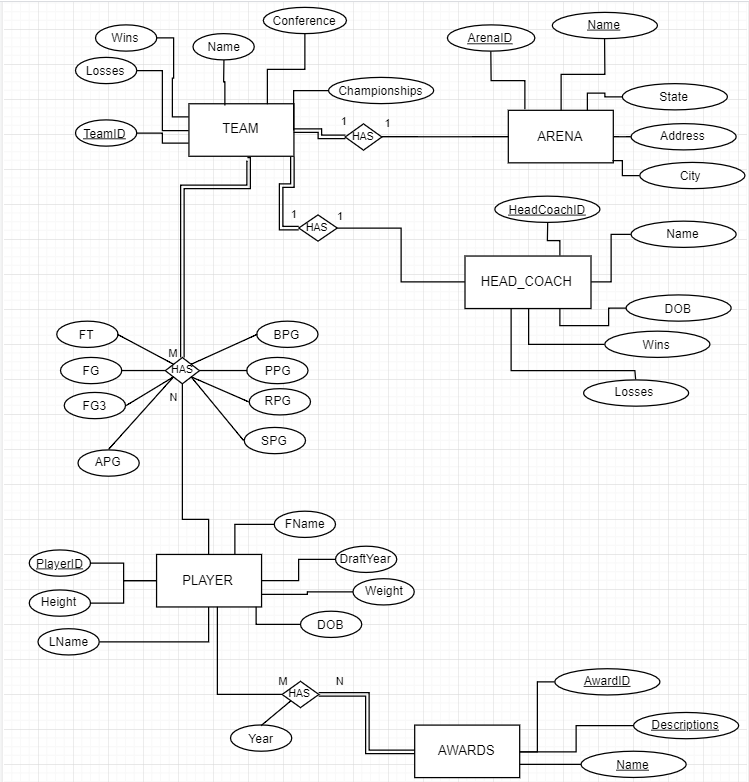 Conference
Wins
Name
ArenaID
Name
Losses
Championships
State
TeamID
TEAM
1
HAS
1
ARENA
Address
City
HeadCoachID
1
HAS
1
Name
HEAD_COACH
DOB
Wins
Losses
FT
BPG
M
FG
HAS
PPG
FG3
N
RPG
APG
SPG
FName
PlayerID
DraftYear
PLAYER
Height
Weight
LName
DOB
M
HAS
N
AwardID
Year
Descriptions
AWARDS
Name